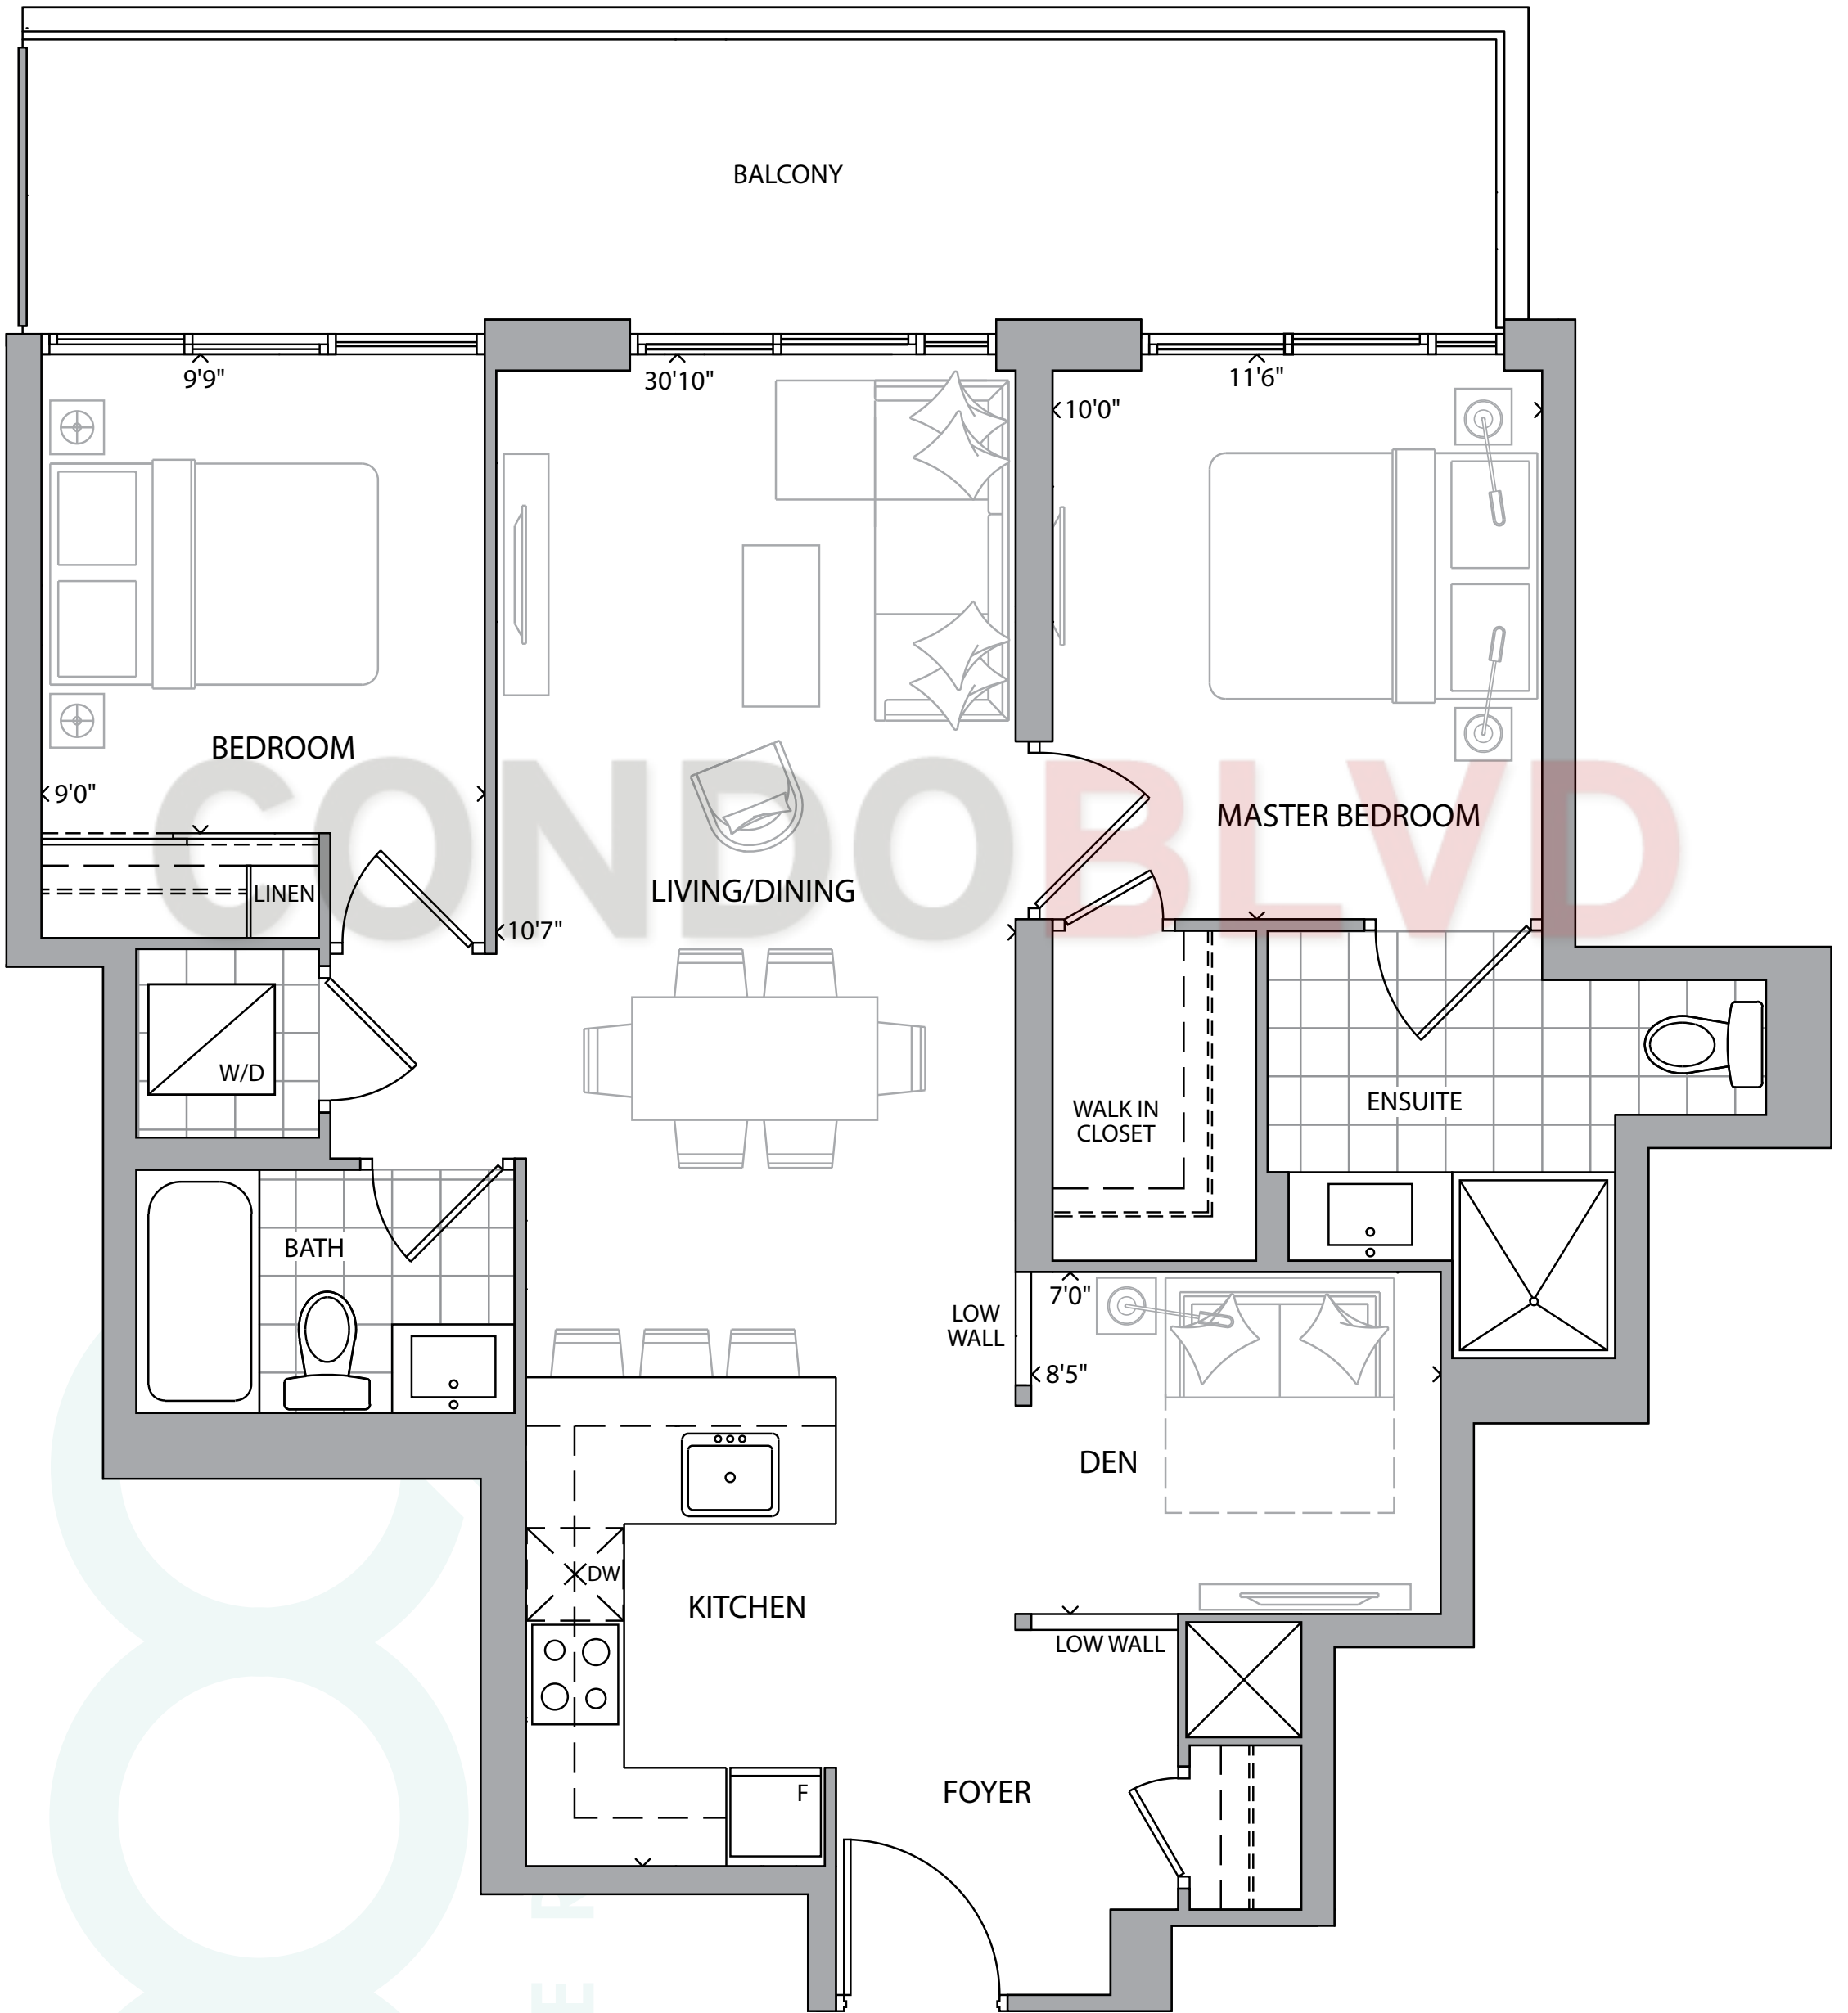 BALCONY
9'9"
30'10"
11'6"
10'0"
BEDROOM
9'0"
CONDOBLVD
MASTER BEDROOM
LINEN
LIVING/DINING
10'7"
W/D
WALK IN
CLOSET
ENSUITE
BATH
7'0"
LOW
WALL
8'5"
DEN
DW
KITCHEN
LOW WALL
F
FOYER
E R